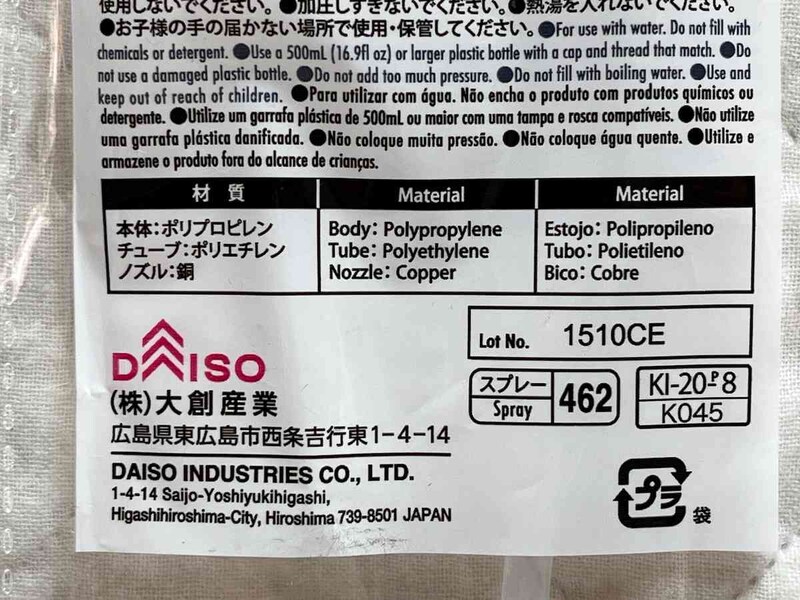 使用しないでください。●加圧しすぎないでください。●熱湯を入れないでください。
●お子様の手の届かない場所で使用・保管してください。●For use with water. Do not fill with
chemicals or detergent. ●Use a 500mL (16.9fl oz) or larger plastic bottle with a cap and thread that match. ●Do
not use a damaged plastic bottle. ●Do not add too much pressure. ●Do not fill with boiling water. ●Use and
keep out of reach of children. ●Para utilizar com água. Não encha o produto com produtos químicos ou
detergente. ●Utilize um garrafa plástica de 500mL ou maior com uma tampa e rosca compatíveis. ●Não utilize
uma garrafa plástica danificada. ●Não coloque muita pressão. ●Não coloque água quente. ●Utilize e
armazene o produto fora do alcance de crianças.
材質 Material Material
本体:ポリプロピレン Body: Polypropylene Estojo: Polipropileno
チューブ:ポリエチレン Tube: Polyethylene Tubo: Polietileno
ノズル:銅 Nozzle: Copper Bico: Cobre
DAISO
(株)大創産業
広島県東広島市西条吉行東1-4-14
DAISO INDUSTRIES CO., LTD.
1-4-14 Saijo-Yoshiyukihigashi,
Higashihiroshima-City, Hiroshima 739-8501 JAPAN
Lot No. 1510CE
スプレー
Spray
462
KI-20-P8
K045
プラ
袋